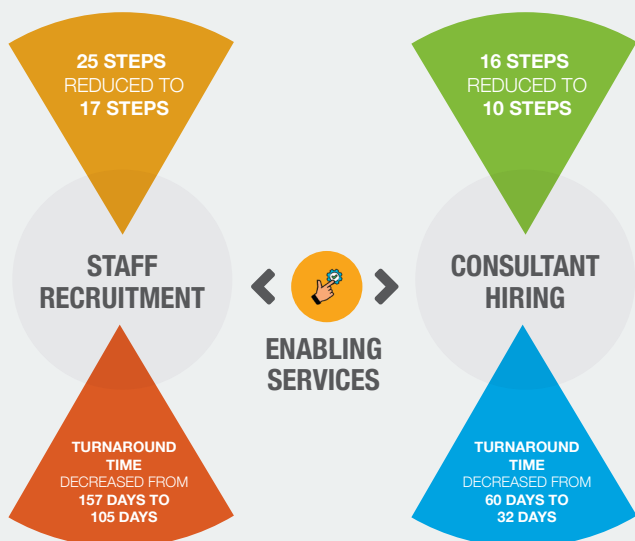 25 STEPS
REDUCED TO
17 STEPS
16 STEPS
REDUCED TO
10 STEPS
STAFF
RECRUITMENT
CONSULTANT
HIRING
ENABLING
SERVICES
TURNAROUND
TIME
DECREASED FROM
157 DAYS TO
105 DAYS
TURNAROUND
TIME
DECREASED FROM
60 DAYS TO
32 DAYS